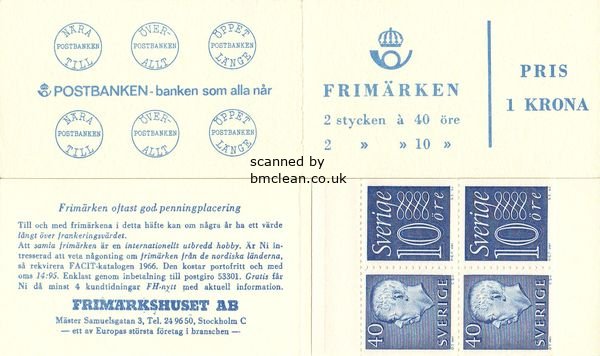 NÄRA
POSTBANKEN
TILL
ÖVER-
POSTBANKEN
ALLT
ÖPPET
POSTBANKEN
LÄNGE
POSTBANKEN - banken som alla når
NÄRA
POSTBANKEN
TILL
ÖVER-
POSTBANKEN
ALLT
ÖPPET
POSTBANKEN
LÄNGE
FRIMÄRKEN
2 stycken à 40 öre
2 » » 10 »
PRIS
1 KRONA
scanned by
bmclean.co.uk
Frimärken oftast god penningplacering
Till och med frimärkena i detta häfte kan om några år ha ett värde
långt över frankeringsvärdet.
Att samla frimärken är en internationellt utbredd hobby. Är Ni in-
tresserad att veta någonting om frimärken från de nordiska länderna,
så rekvirera FACIT-katalogen 1966. Den kostar portofritt och med
oms 14:95. Enklast genom inbetalning till postgiro 53301. Gratis får
Ni då minst 4 kundtidningar FH-nytt med aktuell information.
FRIMÄRKSHUSET AB
Mäster Samuelsgatan 3, Tel. 24 96 50, Stockholm C
— ett av Europas största företag i branschen —
Sverige
10 öre
Sverige
10 öre
40
SVERIGE
40
SVERIGE